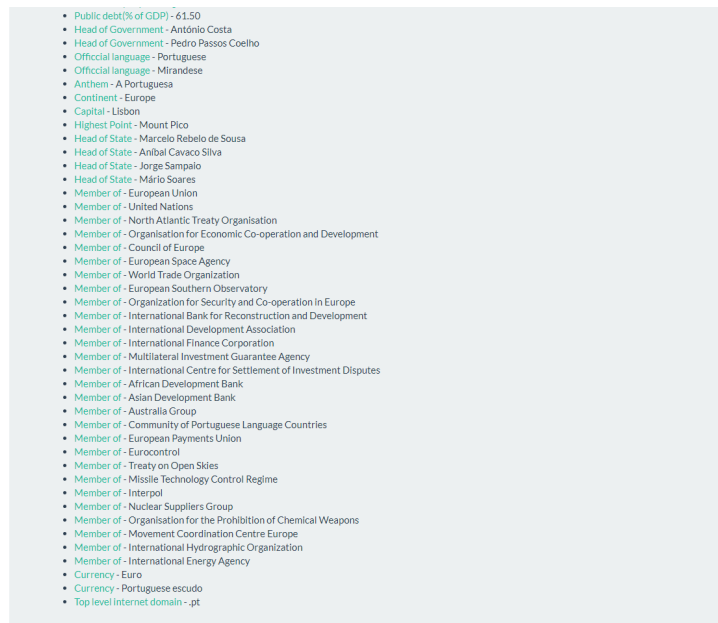 Public debt(% of GDP) - 61.50
Head of Government - António Costa
Head of Government - Pedro Passos Coelho
Officcial language - Portuguese
Officcial language - Mirandese
Anthem - A Portuguesa
Continent - Europe
Capital - Lisbon
Highest Point - Mount Pico
Head of State - Marcelo Rebelo de Sousa
Head of State - Aníbal Cavaco Silva
Head of State - Jorge Sampaio
Head of State - Mário Soares
Member of - European Union
Member of - United Nations
Member of - North Atlantic Treaty Organisation
Member of - Organisation for Economic Co-operation and Development
Member of - Council of Europe
Member of - European Space Agency
Member of - World Trade Organization
Member of - European Southern Observatory
Member of - Organization for Security and Co-operation in Europe
Member of - International Bank for Reconstruction and Development
Member of - International Development Association
Member of - International Finance Corporation
Member of - Multilateral Investment Guarantee Agency
Member of - International Centre for Settlement of Investment Disputes
Member of - African Development Bank
Member of - Asian Development Bank
Member of - Australia Group
Member of - Community of Portuguese Language Countries
Member of - European Payments Union
Member of - Eurocontrol
Member of - Treaty on Open Skies
Member of - Missile Technology Control Regime
Member of - Interpol
Member of - Nuclear Suppliers Group
Member of - Organisation for the Prohibition of Chemical Weapons
Member of - Movement Coordination Centre Europe
Member of - International Hydrographic Organization
Member of - International Energy Agency
Currency - Euro
Currency - Portuguese escudo
Top level internet domain - .pt